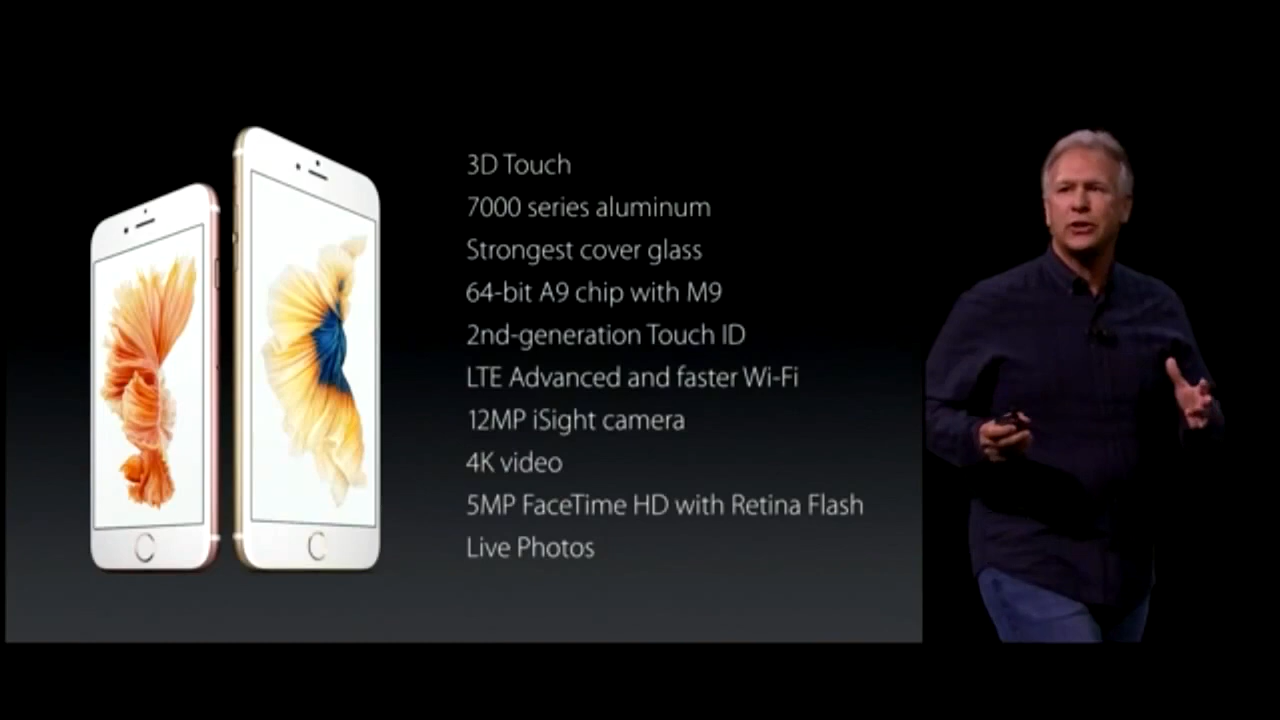 3D Touch
7000 series aluminum
Strongest cover glass
64-bit A9 chip with M9
2nd-generation Touch ID
LTE Advanced and faster Wi-Fi
12MP iSight camera
4K video
5MP FaceTime HD with Retina Flash
Live Photos